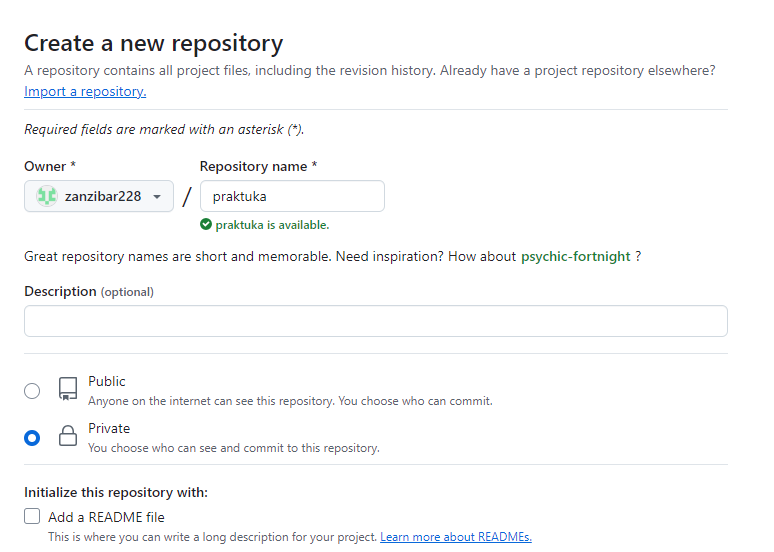 Create a new repository
A repository contains all project files, including the revision history. Already have a project repository elsewhere?
Import a repository.
Required fields are marked with an asterisk (*).
Owner * Repository name *
zanzibar228 / praktuka
praktuka is available.
Great repository names are short and memorable. Need inspiration? How about psychic-fortnight ?
Description (optional)
Public
Anyone on the internet can see this repository. You choose who can commit.
Private
You choose who can see and commit to this repository.
Initialize this repository with:
Add a README file
This is where you can write a long description for your project. Learn more about READMEs.